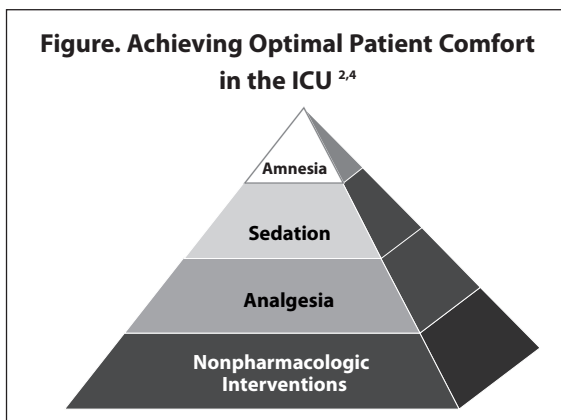 Figure. Achieving Optimal Patient Comfort
in the ICU 2,4
Amnesia
Sedation
Analgesia
Nonpharmacologic
Interventions